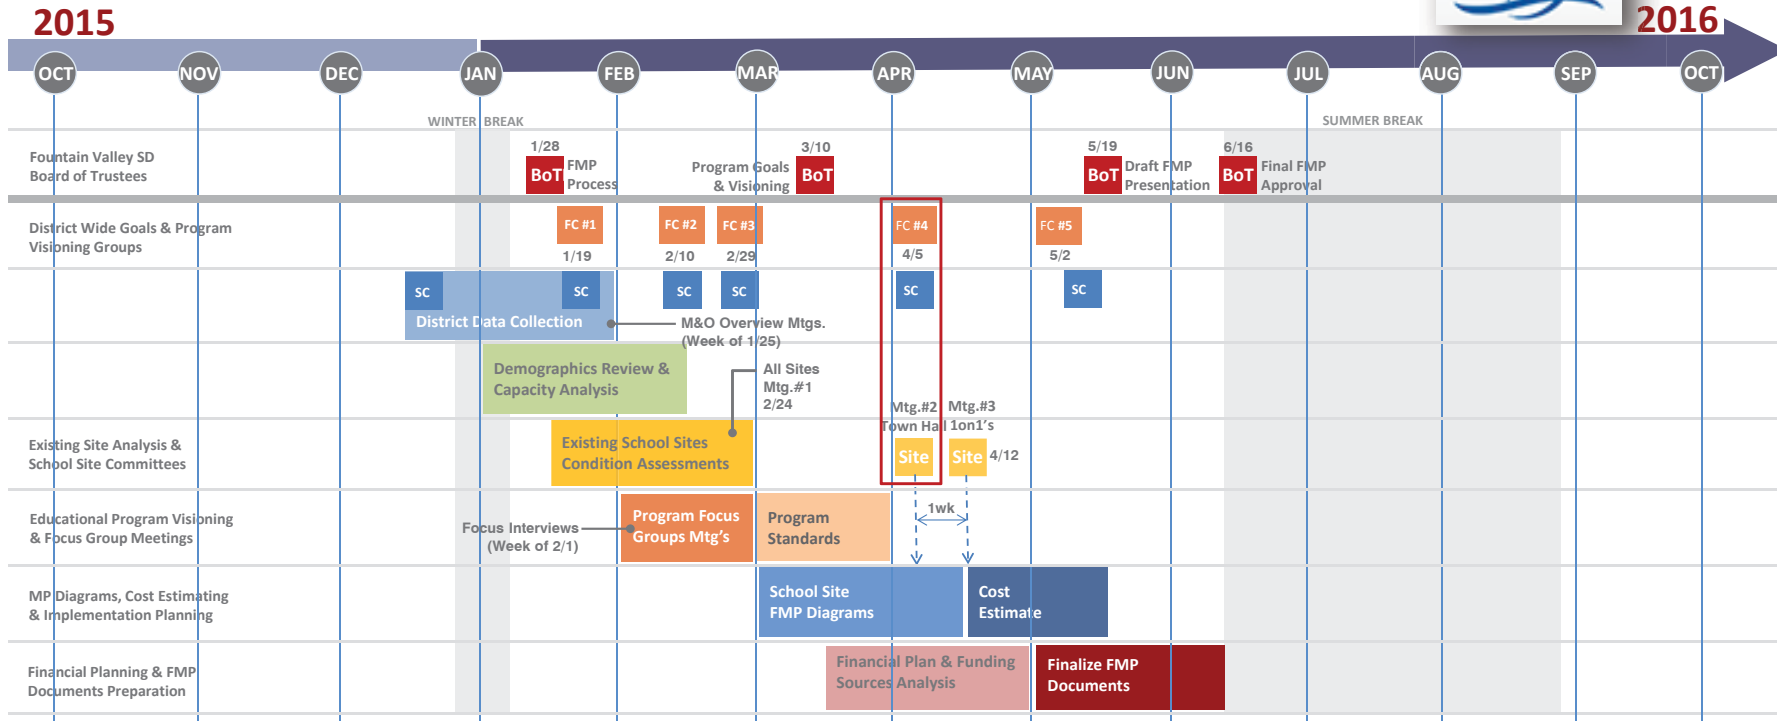 2015
2016
OCT
NOV
DEC
JAN
FEB
MAR
APR
MAY
JUN
JUL
AUG
SEP
OCT
WINTER BREAK
SUMMER BREAK
Fountain Valley SD
Board of Trustees
1/28
BoT
FMP
Process
Program Goals
& Visioning
3/10
BoT
5/19
BoT
Draft FMP
Presentation
6/16
BoT
Final FMP
Approval
District Wide Goals & Program
Visioning Groups
FC #1
1/19
FC #2
2/10
FC #3
2/29
FC #4
4/5
FC #5
5/2
SC
SC
SC
SC
SC
SC
District Data Collection
M&O Overview Mtgs.
(Week of 1/25)
Demographics Review &
Capacity Analysis
All Sites
Mtg.#1
2/24
Existing Site Analysis &
School Site Committees
Existing School Sites
Condition Assessments
Mtg.#2
Town Hall
Site
Mtg.#3
1on1's
Site
4/12
Educational Program Visioning
& Focus Group Meetings
Focus Interviews
(Week of 2/1)
Program Focus
Groups Mtg's
Program
Standards
1wk
MP Diagrams, Cost Estimating
& Implementation Planning
School Site
FMP Diagrams
Cost
Estimate
Financial Planning & FMP
Documents Preparation
Financial Plan & Funding
Sources Analysis
Finalize FMP
Documents